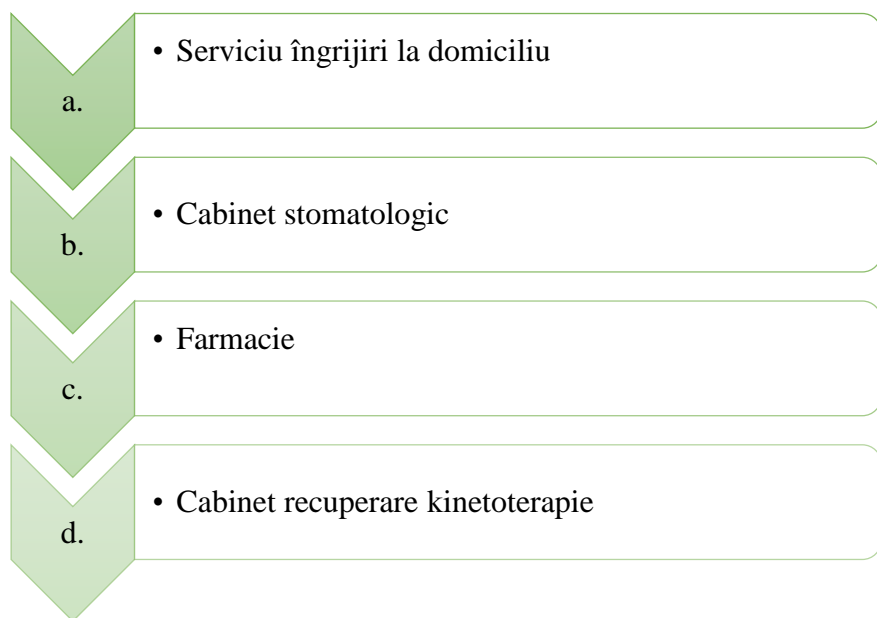 a.
• Serviciu îngrijiri la domiciliu
b.
• Cabinet stomatologic
c.
• Farmacie
d.
• Cabinet recuperare kinetoterapie